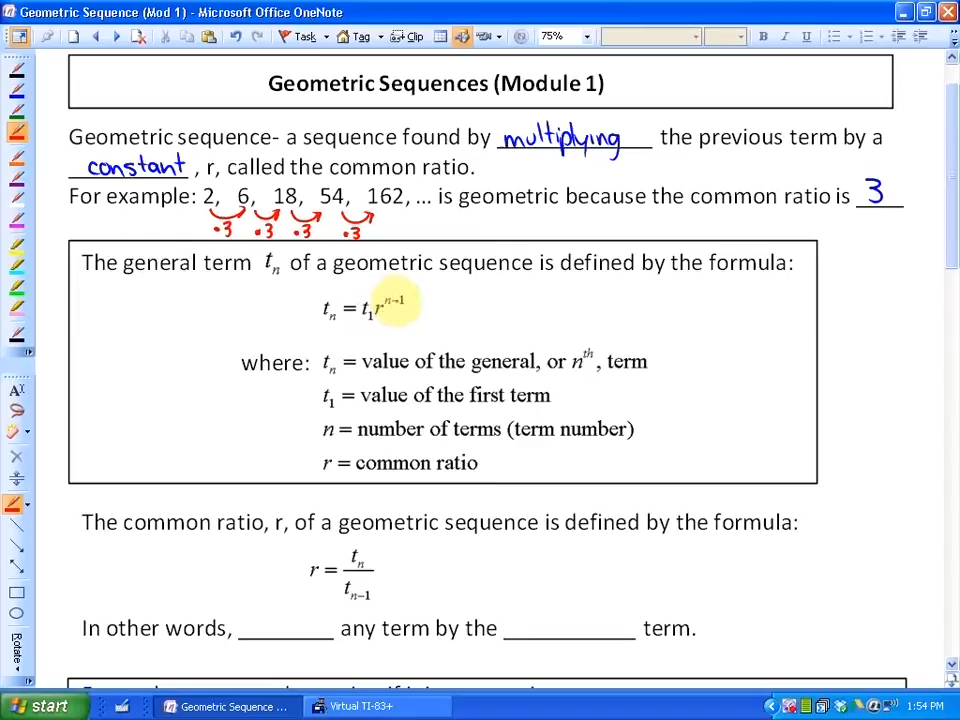 Geometric Sequence (Mod 1) - Microsoft Office OneNote
Task Tag Clip 75% B I U
Geometric Sequences (Module 1)
Geometric sequence- a sequence found by multiplying the previous term by a
constant, r, called the common ratio.
For example: 2, 6, 18, 54, 162, ... is geometric because the common ratio is 3
·3 ·3 ·3 ·3
The general term tₙ of a geometric sequence is defined by the formula:
tₙ = t₁rⁿ⁻¹
where: tₙ = value of the general, or nᵗʰ, term
t₁ = value of the first term
n = number of terms (term number)
r = common ratio
The common ratio, r, of a geometric sequence is defined by the formula:
r = tₙ / tₙ₋₁
In other words, ________ any term by the ___________ term.
Rotate
start Geometric Sequence ... Virtual TI-83+ 1:54 PM